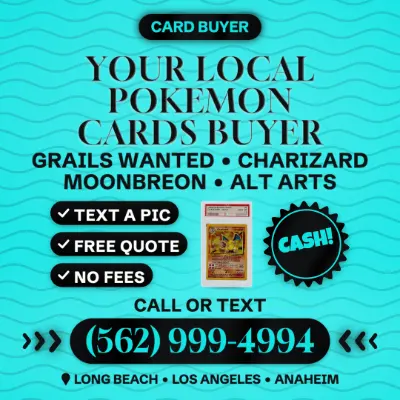 CARD BUYER
YOUR LOCAL
POKEMON
CARDS BUYER
GRAILS WANTED • CHARIZARD
MOONBREON • ALT ARTS
TEXT A PIC
FREE QUOTE
NO FEES
CASH!
CALL OR TEXT
(562) 999-4994
LONG BEACH • LOS ANGELES • ANAHEIM